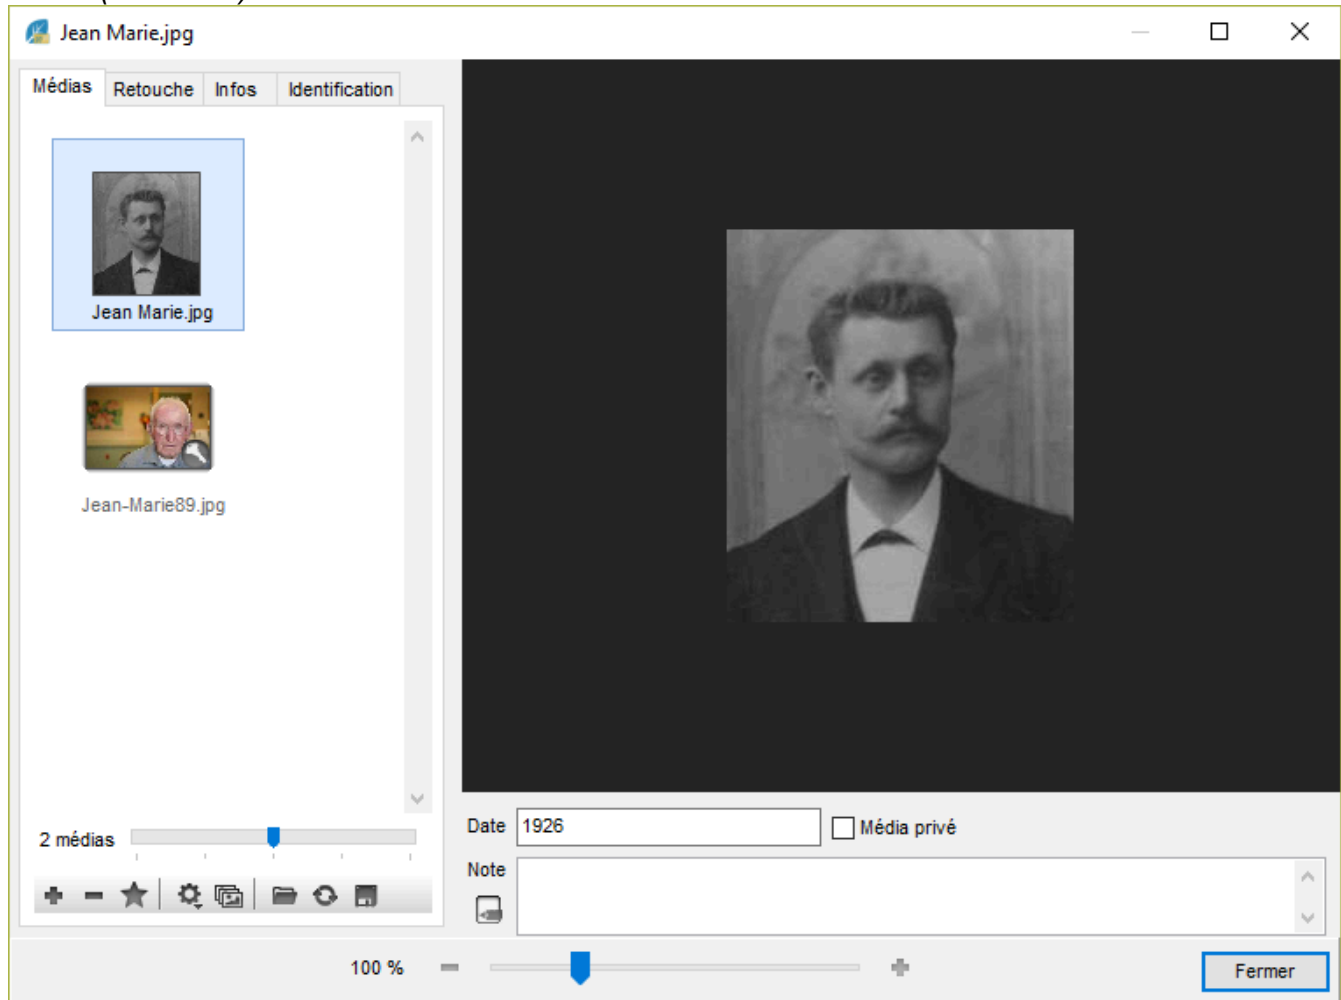 Jean Marie.jpg
Médias Retouche Infos Identification
Jean Marie.jpg
Jean-Marie89.jpg
2 médias
Date 1926 Média privé
Note
100 %
Fermer